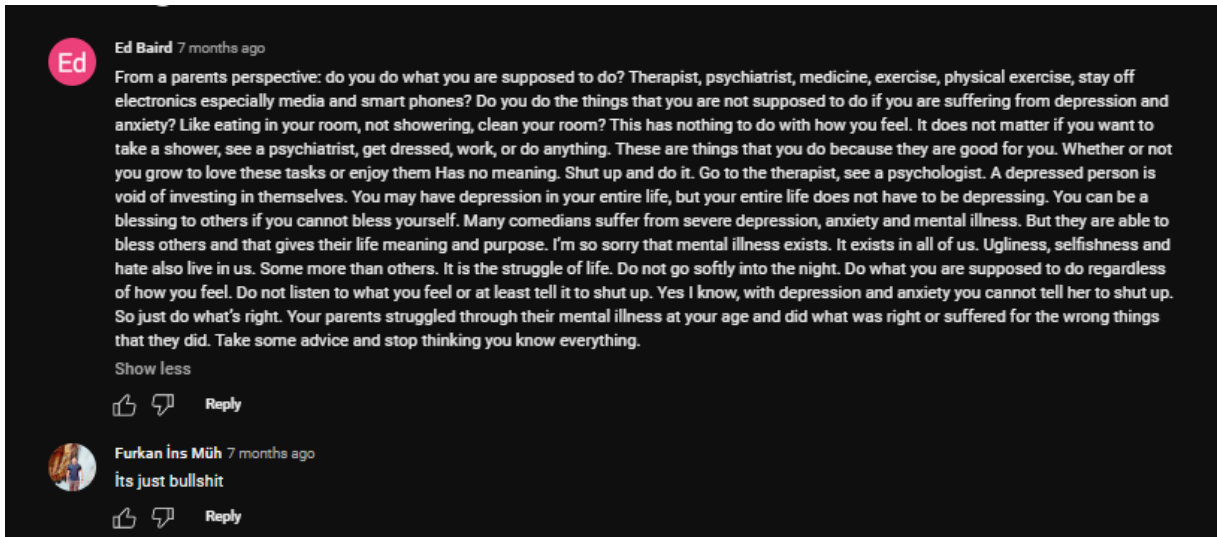 Ed
Ed Baird 7 months ago
From a parents perspective: do you do what you are supposed to do? Therapist, psychiatrist, medicine, exercise, physical exercise, stay off
electronics especially media and smart phones? Do you do the things that you are not supposed to do if you are suffering from depression and
anxiety? Like eating in your room, not showering, clean your room? This has nothing to do with how you feel. It does not matter if you want to
take a shower, see a psychiatrist, get dressed, work, or do anything. These are things that you do because they are good for you. Whether or not
you grow to love these tasks or enjoy them Has no meaning. Shut up and do it. Go to the therapist, see a psychologist. A depressed person is
void of investing in themselves. You may have depression in your entire life, but your entire life does not have to be depressing. You can be a
blessing to others if you cannot bless yourself. Many comedians suffer from severe depression, anxiety and mental illness. But they are able to
bless others and that gives their life meaning and purpose. I'm so sorry that mental illness exists. It exists in all of us. Ugliness, selfishness and
hate also live in us. Some more than others. It is the struggle of life. Do not go softly into the night. Do what you are supposed to do regardless
of how you feel. Do not listen to what you feel or at least tell it to shut up. Yes I know, with depression and anxiety you cannot tell her to shut up.
So just do what's right. Your parents struggled through their mental illness at your age and did what was right or suffered for the wrong things
that they did. Take some advice and stop thinking you know everything.
Show less
Reply
Furkan İns Müh 7 months ago
İts just bullshit
Reply